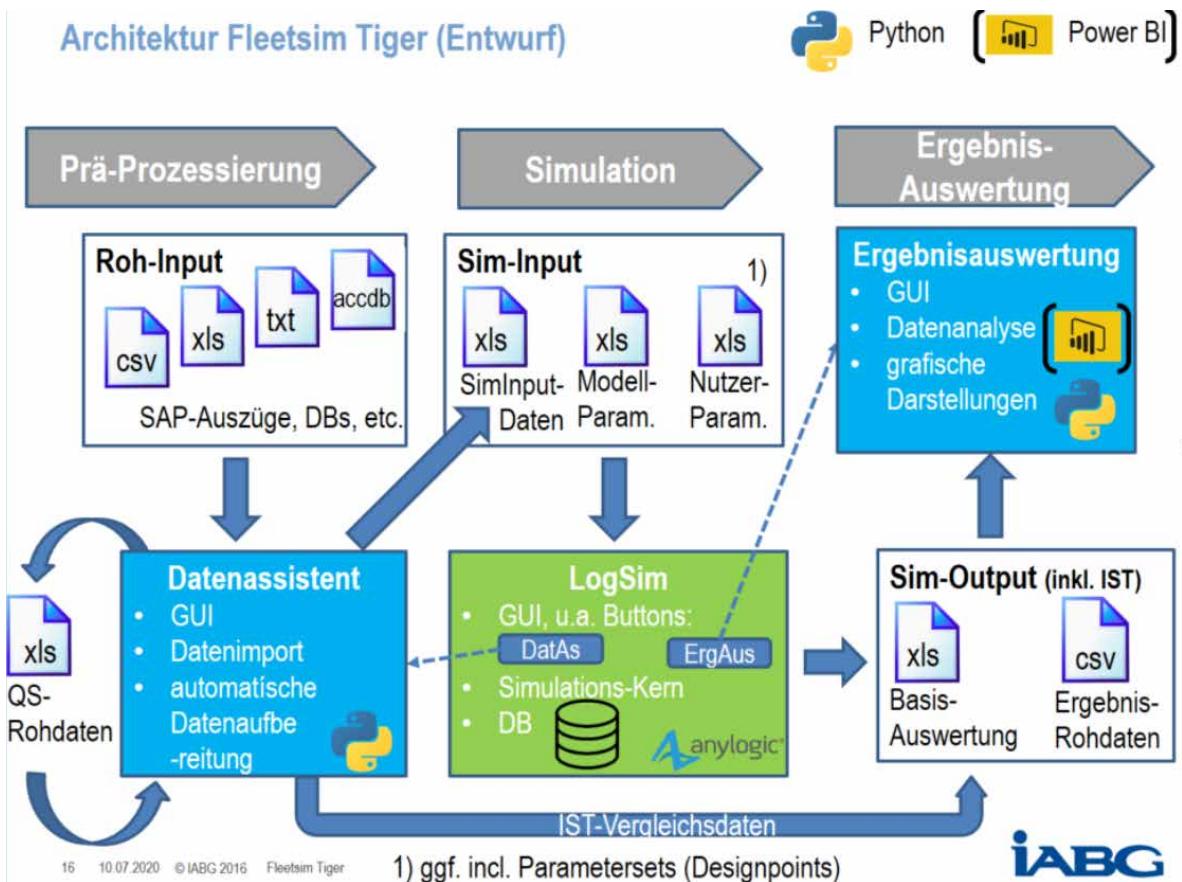 Architektur Fleetsim Tiger (Entwurf)
Python
Power BI
Prä-Prozessierung
Simulation
Ergebnis-
Auswertung
Roh-Input
csv
xls
txt
accdb
SAP-Auszüge, DBs, etc.
Sim-Input
1)
xls
xls
xls
SimInput-
Daten
Modell-
Param.
Nutzer-
Param.
Ergebnisauswertung
• GUI
• Datenanalyse
• grafische
Darstellungen
xls
QS-
Rohdaten
Datenassistent
• GUI
• Datenimport
• automatische
Datenaufbe
-reitung
LogSim
• GUI, u.a. Buttons:
DatAs
ErgAus
• Simulations-Kern
• DB
anylogic®
Sim-Output (inkl. IST)
xls
csv
Basis-
Auswertung
Ergebnis-
Rohdaten
IST-Vergleichsdaten
16 10.07.2020 © IABG 2016 Fleetsim Tiger
1) ggf. incl. Parametersets (Designpoints)
iABG